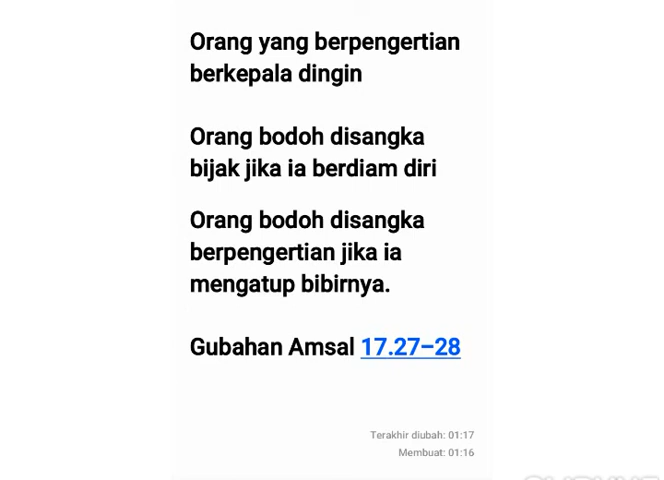 Orang yang berpengertian
berkepala dingin
Orang bodoh disangka
bijak jika ia berdiam diri
Orang bodoh disangka
berpengertian jika ia
mengatup bibirnya.
Gubahan Amsal 17.27–28
Terakhir diubah: 01:17
Membuat: 01:16